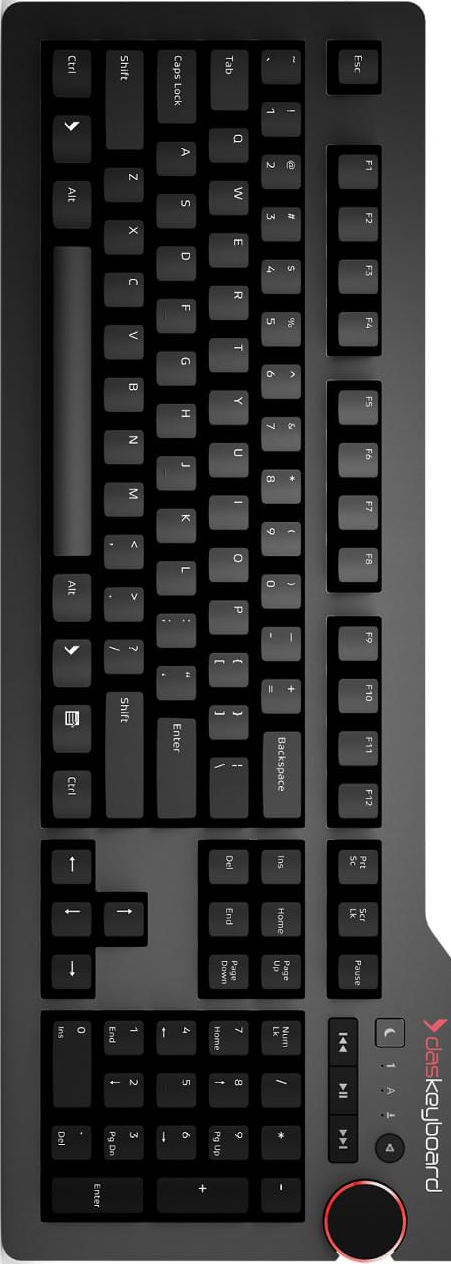 daskeyboard
Esc F1 F2 F3 F4 F5 F6 F7 F8 F9 F10 F11 F12 Prt Sc Scr Lk Pause
1 A
~ ` ! 1 @ 2 # 3 $ 4 % 5 ^ 6 & 7 * 8 ( 9 ) 0 _ - + = Backspace Ins Home Page Up Num Lk / * -
Tab Q W E R T Y U I O P { [ } ] | \ Del End Page Down 7 Home 8 ↑ 9 Pg Up +
Caps Lock A S D F G H J K L : ; " ' Enter 4 ← 5 6 →
Shift Z X C V B N M < , > . ? / Shift ↑ 1 End 2 ↓ 3 Pg Dn Enter
Ctrl Alt Alt Ctrl ← ↓ → 0 Ins . Del